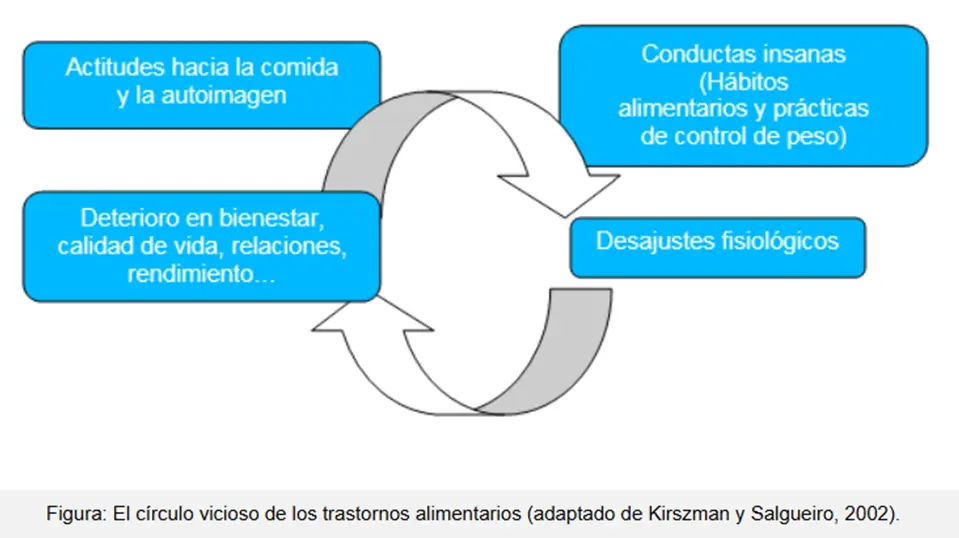 Actitudes hacia la comida
y la autoimagen
Conductas insanas
(Hábitos
alimentarios y prácticas
de control de peso)
Deterioro en bienestar,
calidad de vida, relaciones,
rendimiento…
Desajustes fisiológicos
Figura: El círculo vicioso de los trastornos alimentarios (adaptado de Kirszman y Salgueiro, 2002).